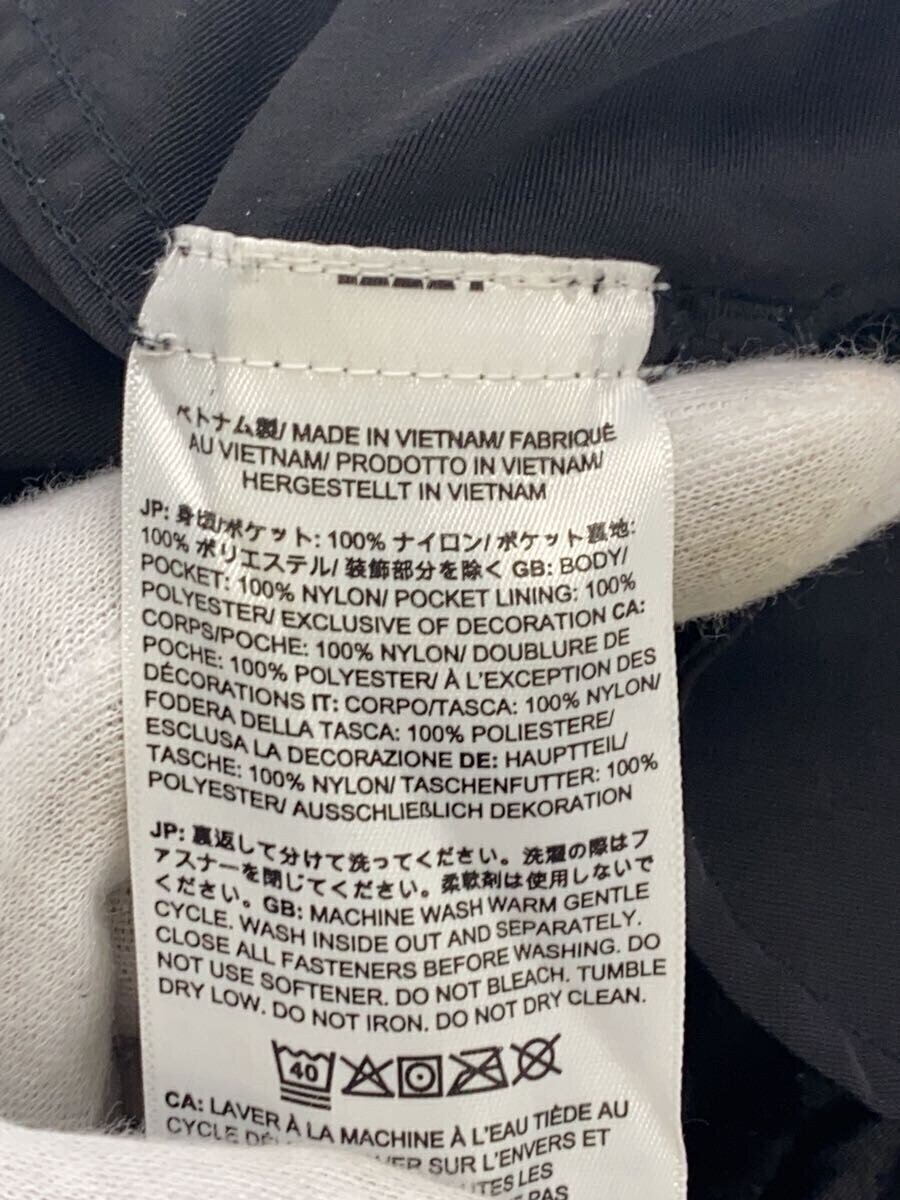 ベトナム製/ MADE IN VIETNAM/ FABRIQUÉ
AU VIETNAM/ PRODOTTO IN VIETNAM/
HERGESTELLT IN VIETNAM
JP: 身頃/ポケット: 100% ナイロン/ ポケット裏地:
100% ポリエステル/ 装飾部分を除く GB: BODY/
POCKET: 100% NYLON/ POCKET LINING: 100%
POLYESTER/ EXCLUSIVE OF DECORATION CA:
CORPS/POCHE: 100% NYLON/ DOUBLURE DE
POCHE: 100% POLYESTER/ À L'EXCEPTION DES
DÉCORATIONS IT: CORPO/TASCA: 100% NYLON/
FODERA DELLA TASCA: 100% POLIESTERE/
ESCLUSA LA DECORAZIONE DE: HAUPTTEIL/
TASCHE: 100% NYLON/ TASCHENFUTTER: 100%
POLYESTER/ AUSSCHLIEßLICH DEKORATION
JP: 裏返して分けて洗ってください。洗濯の際はフ
ァスナーを閉じてください。柔軟剤は使用しないで
ください。GB: MACHINE WASH WARM GENTLE
CYCLE. WASH INSIDE OUT AND SEPARATELY.
CLOSE ALL FASTENERS BEFORE WASHING. DO
NOT USE SOFTENER. DO NOT BLEACH. TUMBLE
DRY LOW. DO NOT IRON. DO NOT DRY CLEAN.
40
CA: LAVER À LA MACHINE À L'EAU TIÈDE AU
CYCLE SUR L'ENVERS ET
LES
PAS